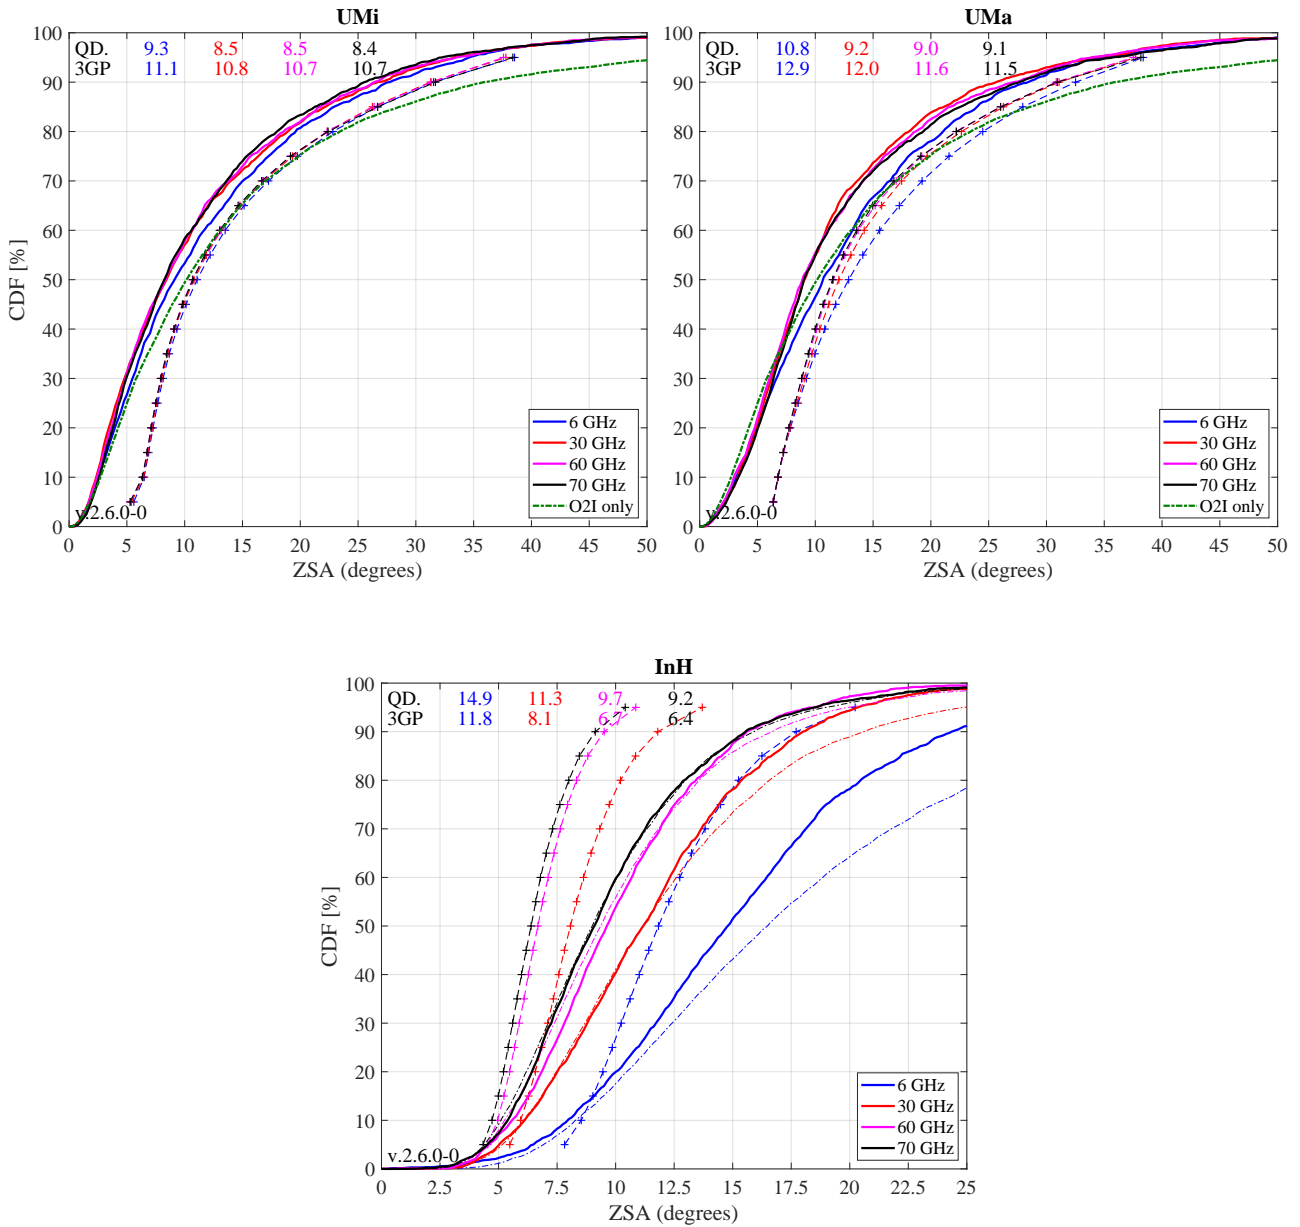 UMi
QD. 9.3 8.5 8.5 8.4
3GP 11.1 10.8 10.7 10.7
100
90
80
70
60
50
40
30
20
10
0
CDF [%]
6 GHz
30 GHz
60 GHz
70 GHz
O2I only
v.2.6.0-0
0 5 10 15 20 25 30 35 40 45 50
ZSA (degrees)
UMa
QD. 10.8 9.2 9.0 9.1
3GP 12.9 12.0 11.6 11.5
100
90
80
70
60
50
40
30
20
10
0
6 GHz
30 GHz
60 GHz
70 GHz
O2I only
v.2.6.0-0
0 5 10 15 20 25 30 35 40 45 50
ZSA (degrees)
InH
QD. 14.9 11.3 9.7 9.2
3GP 11.8 8.1 6.7 6.4
100
90
80
70
60
50
40
30
20
10
0
CDF [%]
6 GHz
30 GHz
60 GHz
70 GHz
v.2.6.0-0
0 2.5 5 7.5 10 12.5 15 17.5 20 22.5 25
ZSA (degrees)